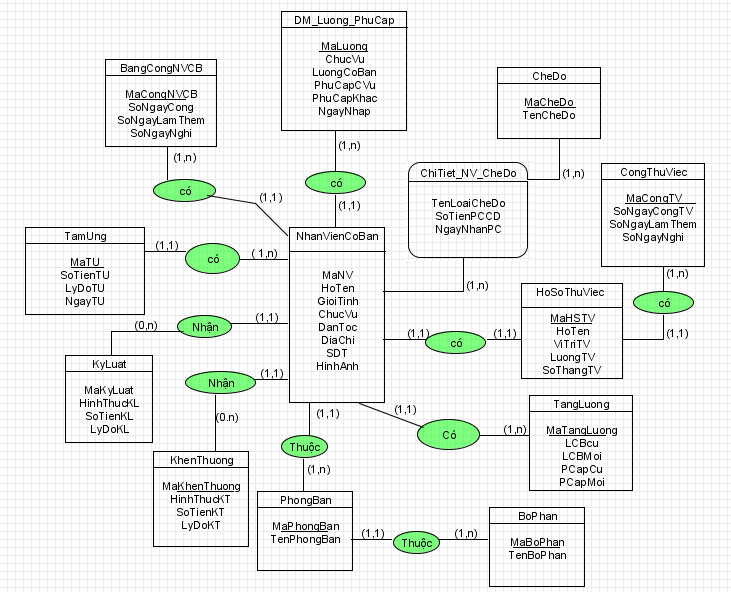 DM_Luong_PhuCap
MaLuong
ChucVu
LuongCoBan
PhuCapCVu
PhuCapKhac
NgayNhap
(1,n)
có
(1,1)
BangCongNVCB
MaCongNVCB
SoNgayCong
SoNgayLamThem
SoNgayNghi
(1,n)
có
(1,1)
CheDo
MaCheDo
TenCheDo
(1,n)
ChiTiet_NV_CheDo
TenLoaiCheDo
SoTienPCCD
NgayNhanPC
(1,n)
CongThuViec
MaCongTV
SoNgayCongTV
SoNgayLamThem
SoNgayNghi
(1,n)
có
(1,1)
TamUng
MaTU
SoTienTU
LyDoTU
NgayTU
(1,1)
có
( 1,n)
NhanVienCoBan
MaNV
HoTen
GioiTinh
ChucVu
DanToc
DiaChi
SDT
HinhAnh
HoSoThuViec
MaHSTV
HoTen
ViTriTV
LuongTV
SoThangTV
(1,1)
có
(1,1)
(0,n)
Nhận
(1,1)
KyLuat
MaKyLuat
HinhThucKL
SoTienKL
LyDoKL
Nhận
(1,1)
(0.n)
KhenThuong
MaKhenThuong
HinhThucKT
SoTienKT
LyDoKT
(1,1)
Thuộc
(1,n)
(1,1)
Có
(1,n)
TangLuong
MaTangLuong
LCBcu
LCBMoi
PCapCu
PCapMoi
PhongBan
MaPhongBan
TenPhongBan
(1,1)
Thuộc
(1,n)
BoPhan
MaBoPhan
TenBoPhan